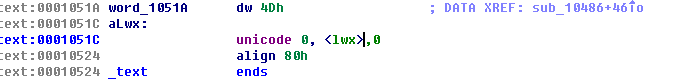 text:0001051A word_1051A dw 4Dh ; DATA XREF: sub_10486+46↑o
text:0001051C aLwx:
text:0001051C unicode 0, <lwx>,0
text:00010524 align 80h
text:00010524 _text ends